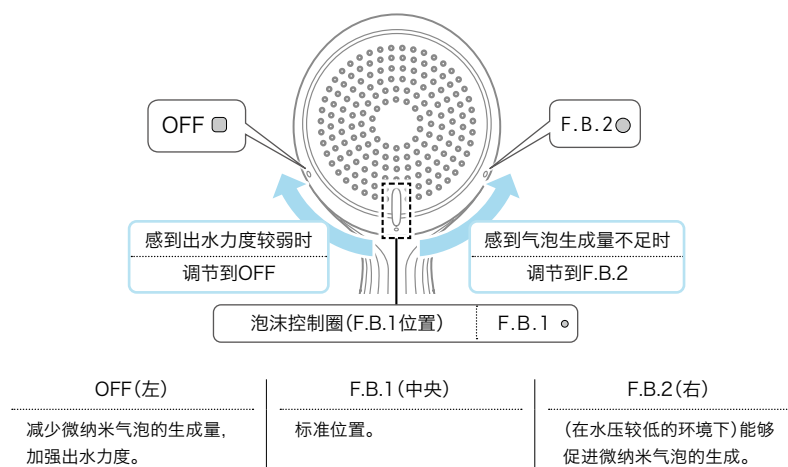 OFF
F.B.2
感到出水力度较弱时
调节到OFF
感到气泡生成量不足时
调节到F.B.2
泡沫控制圈(F.B.1位置) F.B.1
OFF(左)
减少微纳米气泡的生成量,
加强出水力度。
F.B.1(中央)
标准位置。
F.B.2(右)
(在水压较低的环境下)能够
促进微纳米气泡的生成。